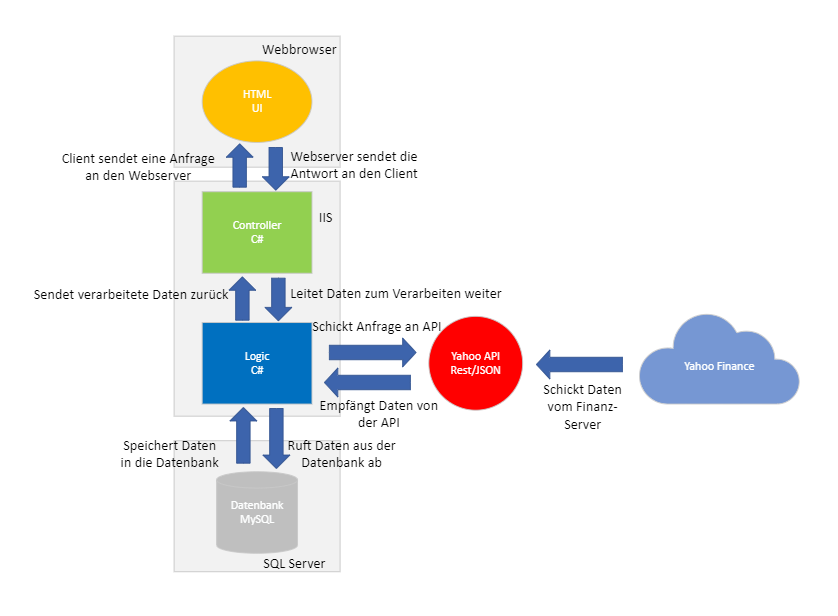 Webbrowser
HTML
UI
Client sendet eine Anfrage
an den Webserver
Webserver sendet die
Antwort an den Client
Controller
C#
IIS
Sendet verarbeitete Daten zurück
Leitet Daten zum Verarbeiten weiter
Logic
C#
Schickt Anfrage an API
Empfängt Daten von
der API
Yahoo API
Rest/JSON
Schickt Daten
vom Finanz-
Server
Yahoo Finance
Speichert Daten
in die Datenbank
Ruft Daten aus der
Datenbank ab
Datenbank
MySQL
SQL Server